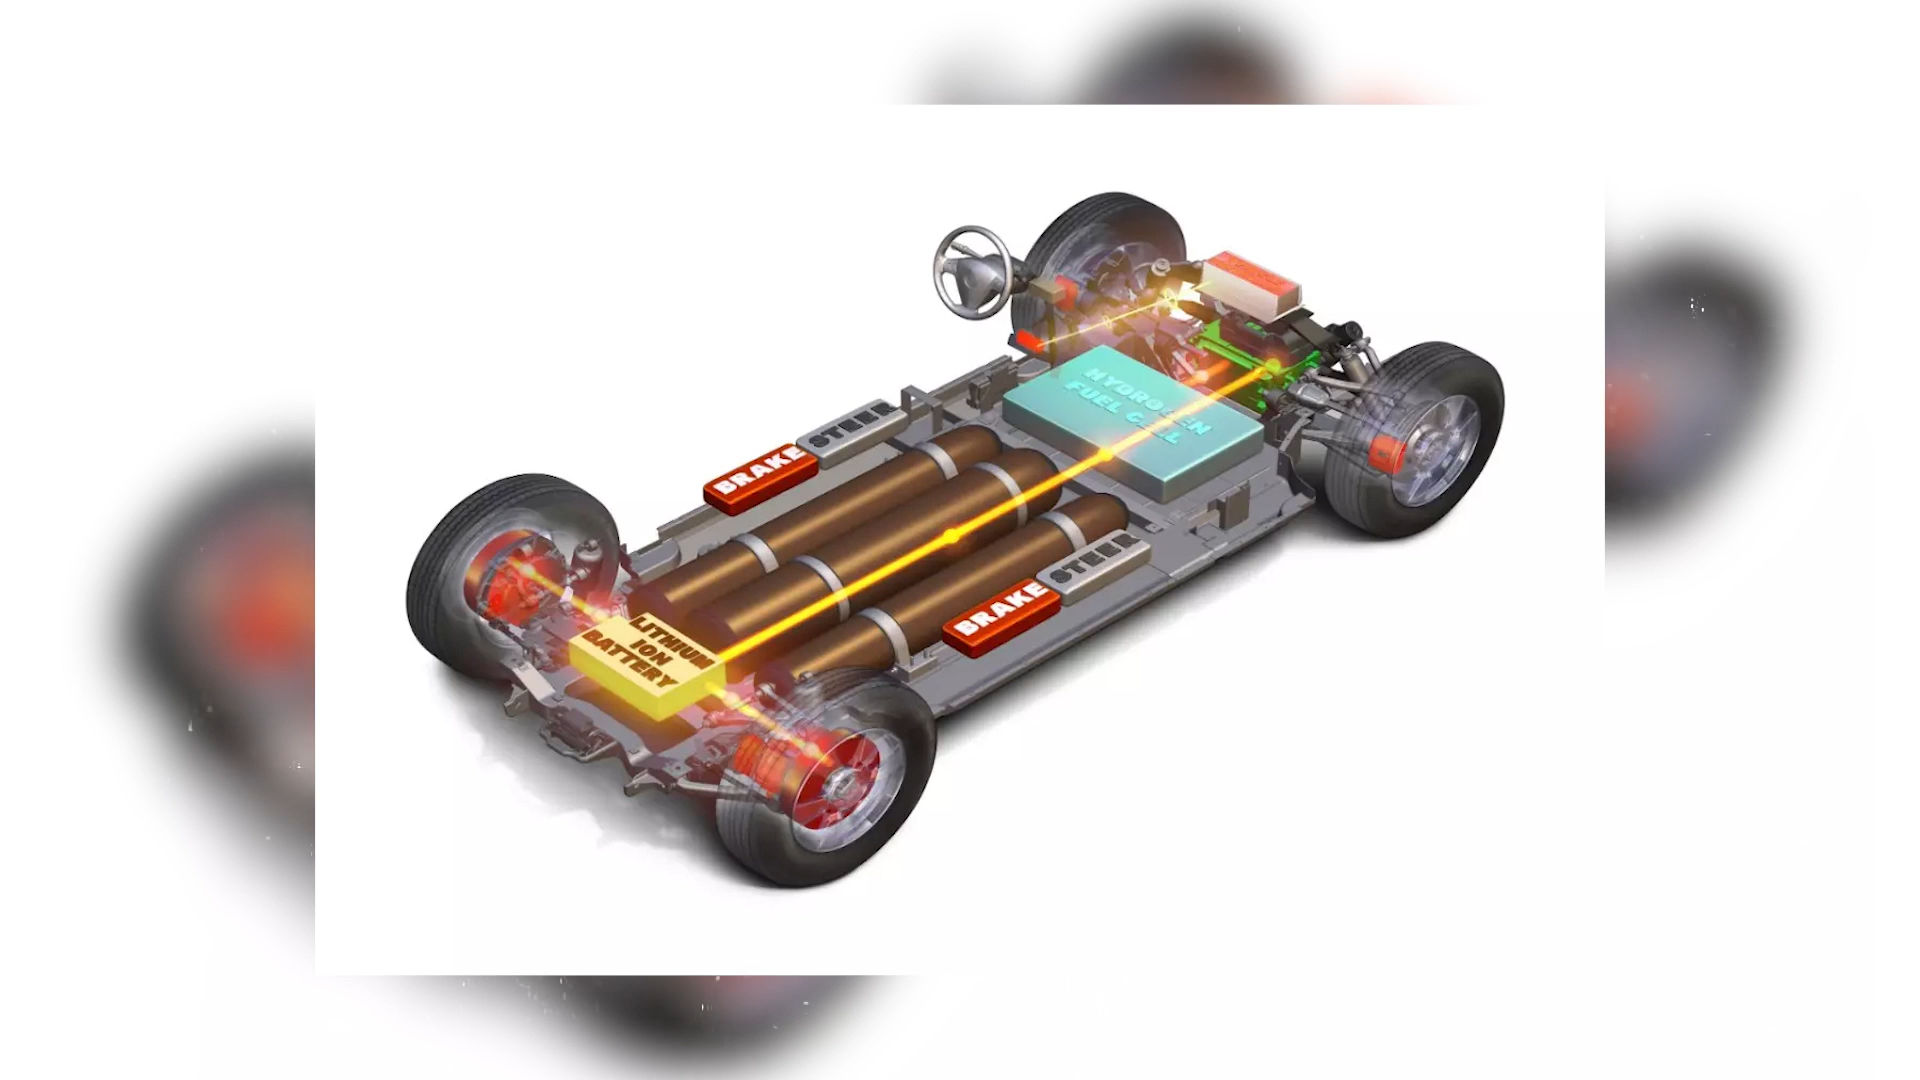 HYDROGEN
FUEL CELL
STEER
BRAKE
STEER
BRAKE
LITHIUM
ION
BATTERY